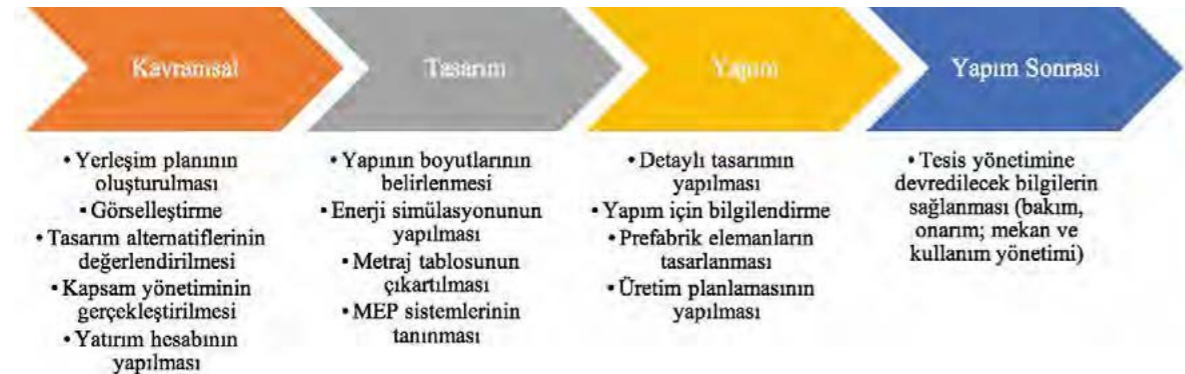 Kavramsal
Tasarım
Yapım
Yapım Sonrası
• Yerleşim planının
oluşturulması
▪ Görselleştirme
• Tasarım alternatiflerinin
değerlendirilmesi
• Kapsam yönetiminin
gerçekleştirilmesi
• Yatırım hesabının
yapılması
• Yapının boyutlarının
belirlenmesi
• Enerji simülasyonunun
yapılması
• Metraj tablosunun
çıkartılması
• MEP sistemlerinin
tanınması
• Detaylı tasarımın
yapılması
• Yapım için bilgilendirme
• Prefabrik elemanların
tasarlanması
• Üretim planlamasının
yapılması
• Tesis yönetimine
devredilecek bilgilerin
sağlanması (bakım,
onarım; mekan ve
kullanım yönetimi)